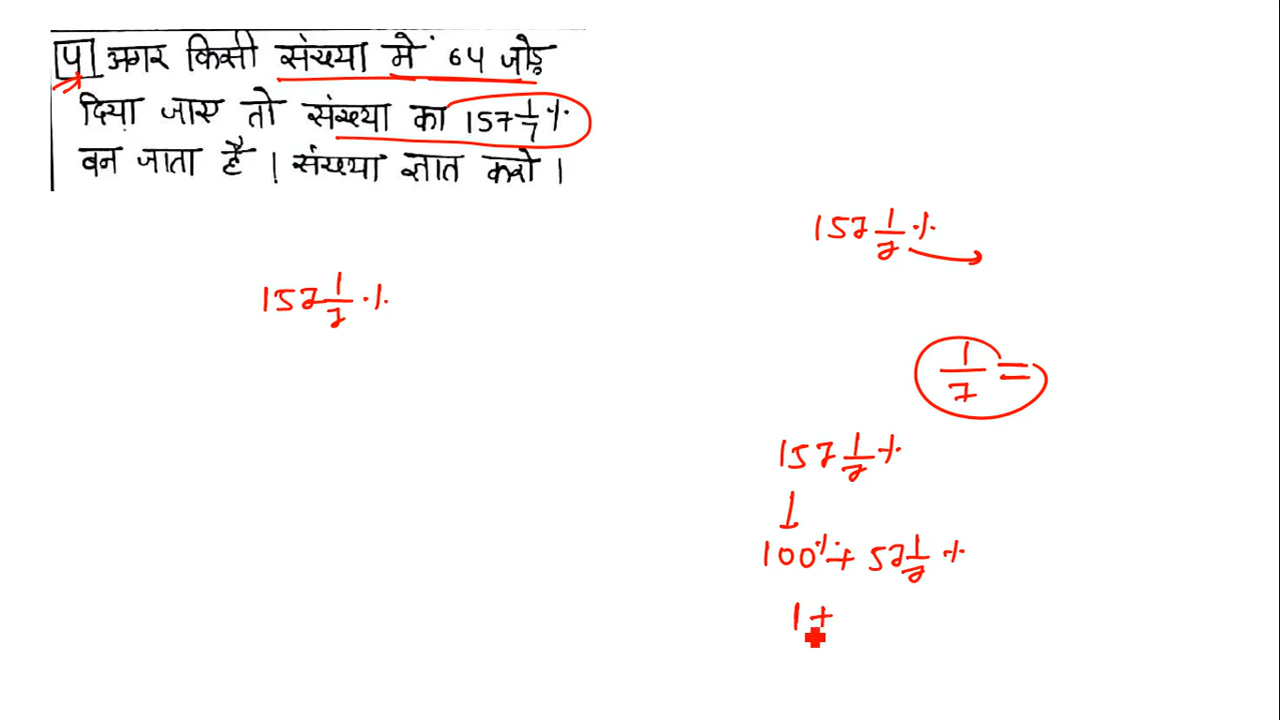 प अगर किसी संख्या में 64 जोड़
दिया जाए तो संख्या का 157 1/7 %
बन जाता है । संख्या ज्ञात करो ।
157 1/7 %
157 1/7 %
1/7 =
157 1/7 %
↓
100% + 57 1/7 %
1 +